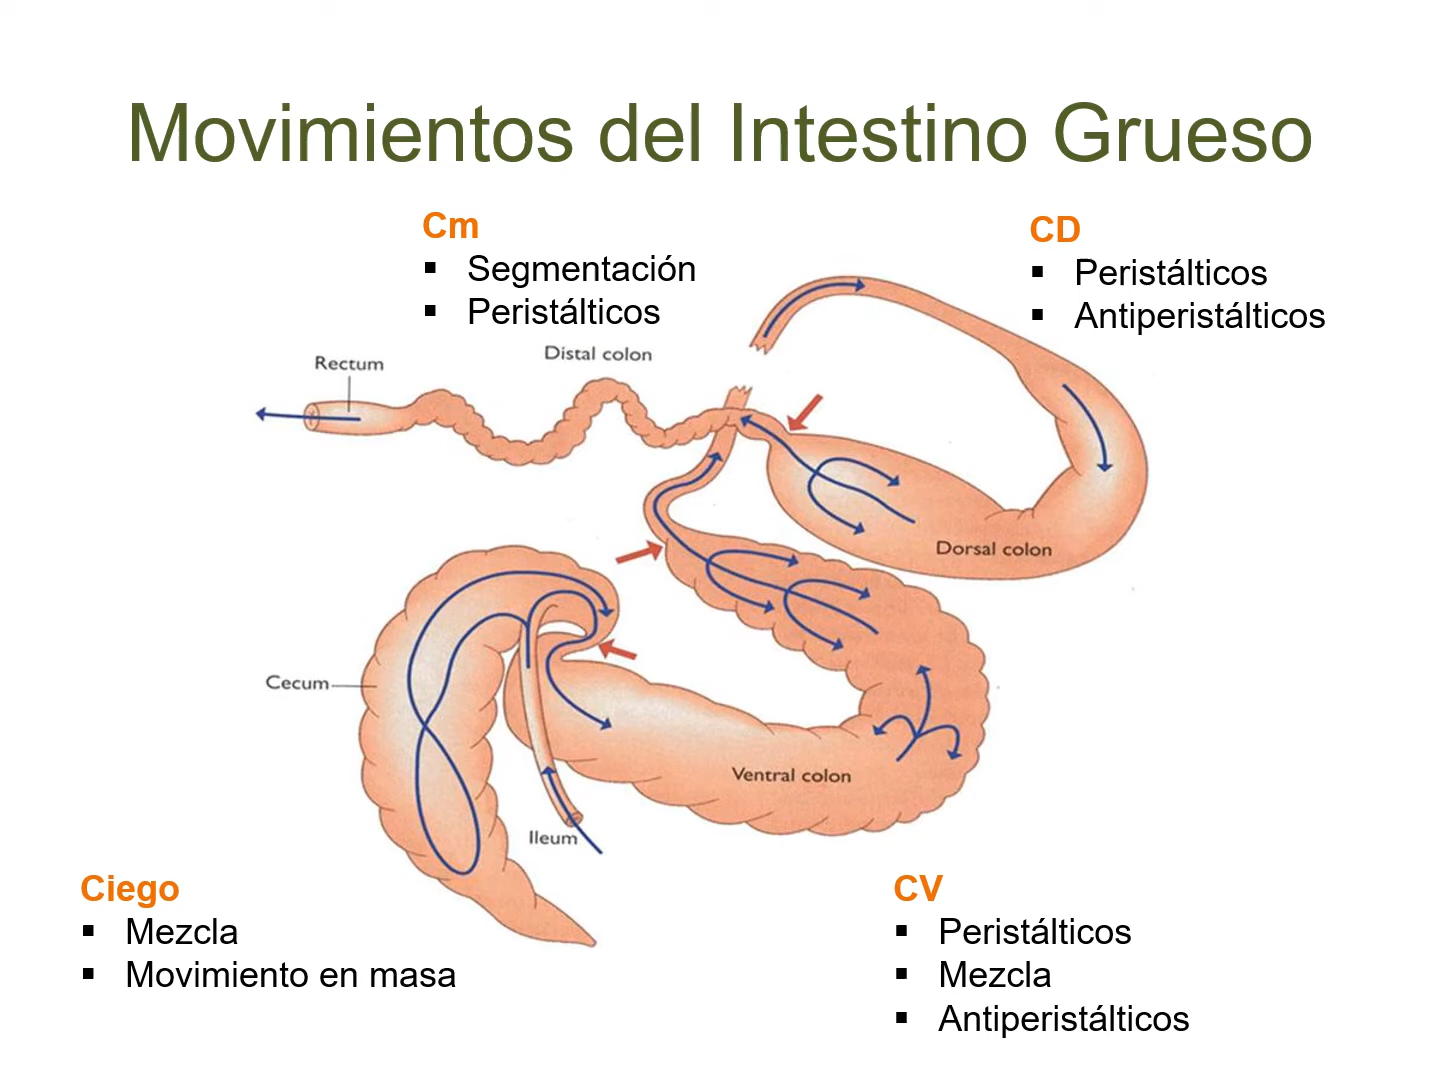 Movimientos del Intestino Grueso
Cm
▪ Segmentación
▪ Peristálticos
CD
▪ Peristálticos
▪ Antiperistálticos
Rectum
Distal colon
Dorsal colon
Cecum
Ventral colon
Ileum
Ciego
▪ Mezcla
▪ Movimiento en masa
CV
▪ Peristálticos
▪ Mezcla
▪ Antiperistálticos